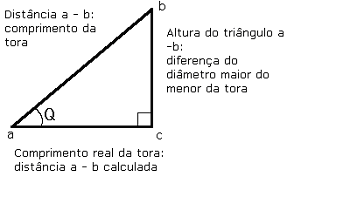 Distância a - b:
comprimento da
tora
b
Altura do triângulo a
-b:
diferença do
diâmetro maior do
menor da tora
Q
a
c
Comprimento real da tora:
distância a - b calculada